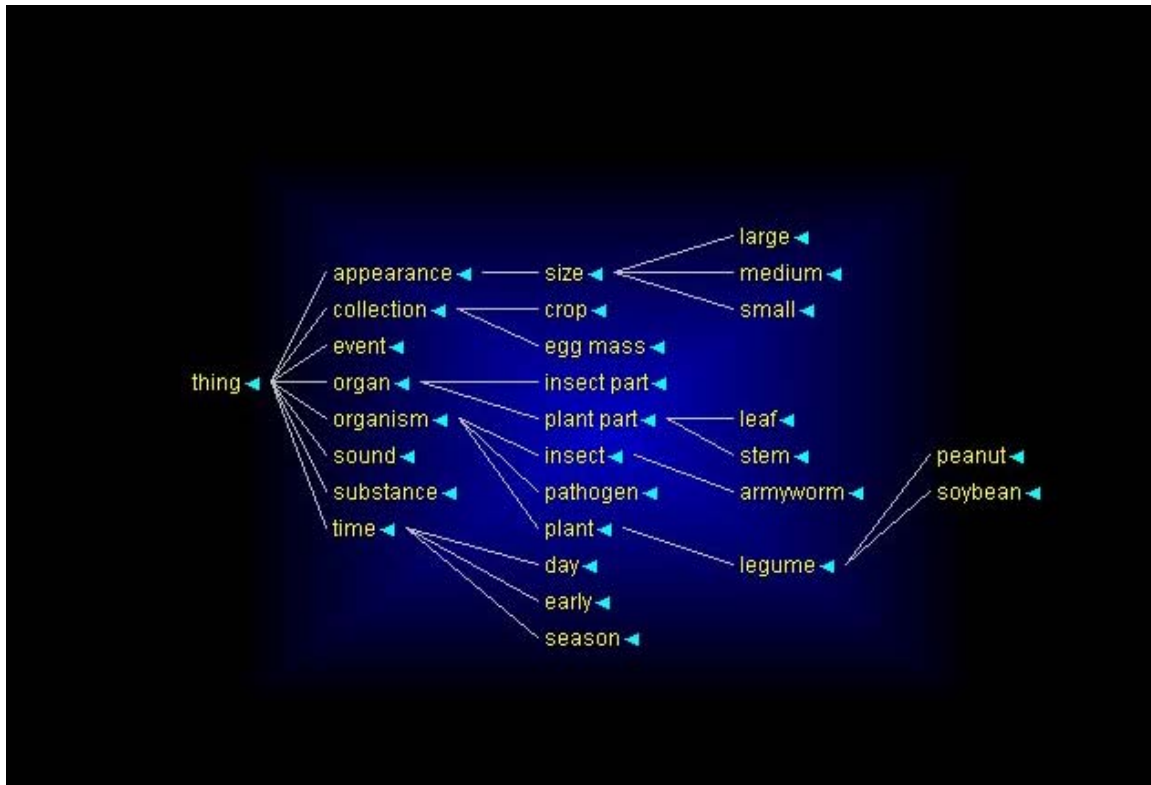 large
appearance size medium
collection crop small
event egg mass
thing organ insect part
organism plant part leaf
sound insect stem peanut
substance pathogen armyworm soybean
time plant
day legume
early
season